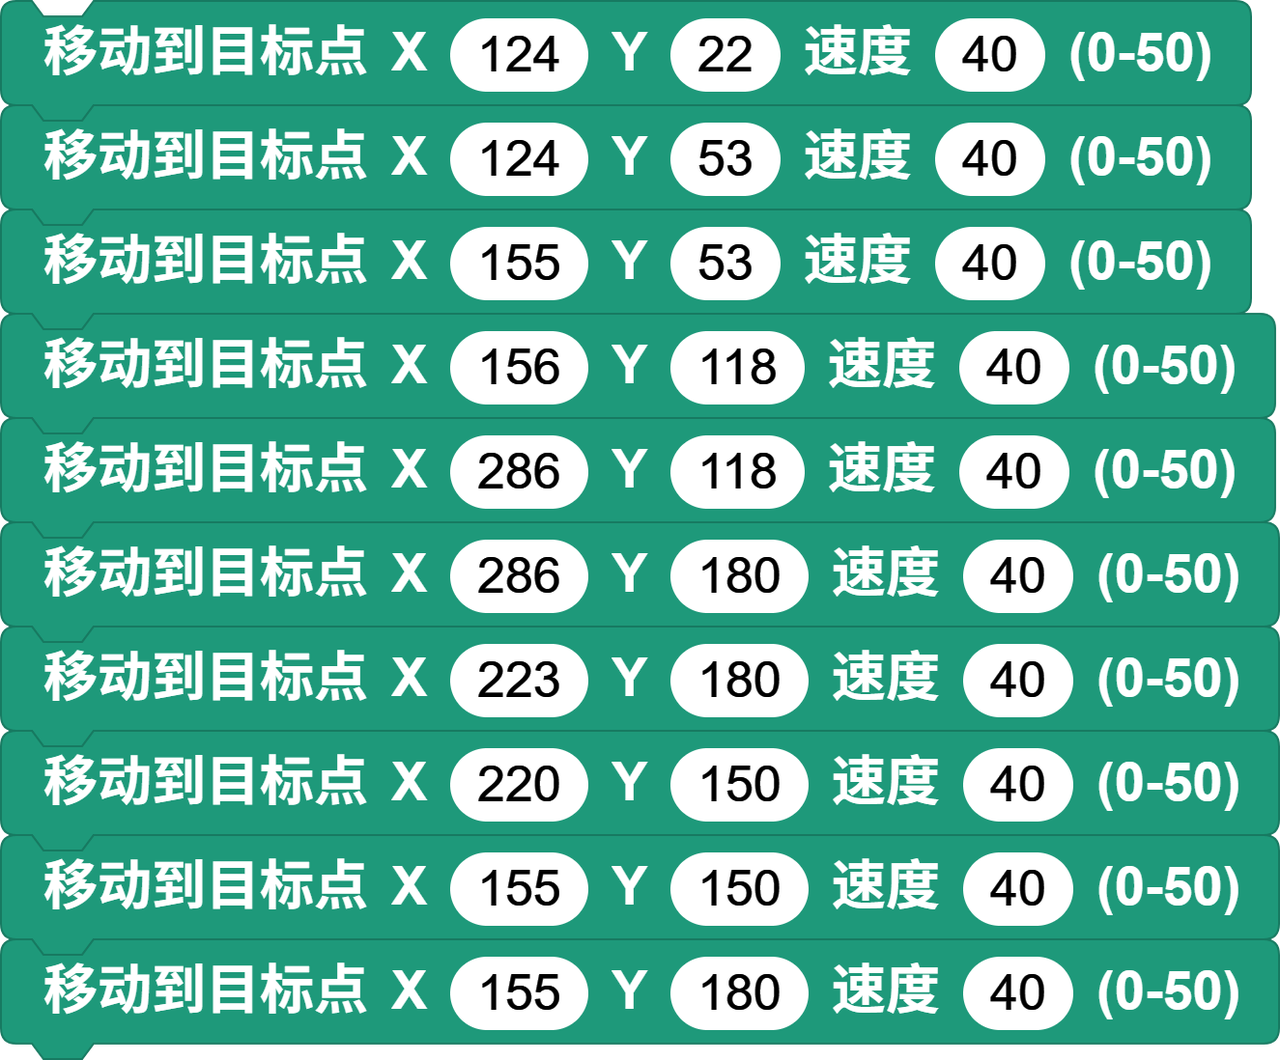 移动到目标点 X 124 Y 22 速度 40 (0-50)
移动到目标点 X 124 Y 53 速度 40 (0-50)
移动到目标点 X 155 Y 53 速度 40 (0-50)
移动到目标点 X 156 Y 118 速度 40 (0-50)
移动到目标点 X 286 Y 118 速度 40 (0-50)
移动到目标点 X 286 Y 180 速度 40 (0-50)
移动到目标点 X 223 Y 180 速度 40 (0-50)
移动到目标点 X 220 Y 150 速度 40 (0-50)
移动到目标点 X 155 Y 150 速度 40 (0-50)
移动到目标点 X 155 Y 180 速度 40 (0-50)